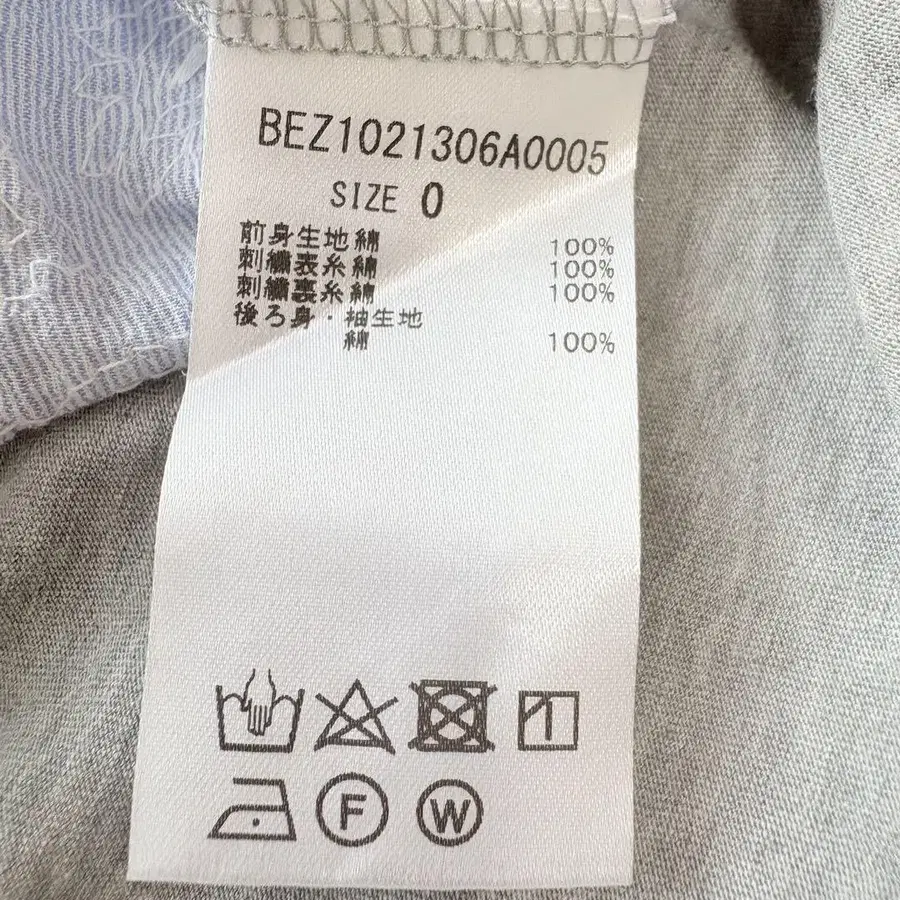 BEZ1021306A0005
SIZE 0
前身生地綿 100%
刺繍表糸綿 100%
刺繍裏糸綿 100%
後ろ身・袖生地
綿 100%
F W